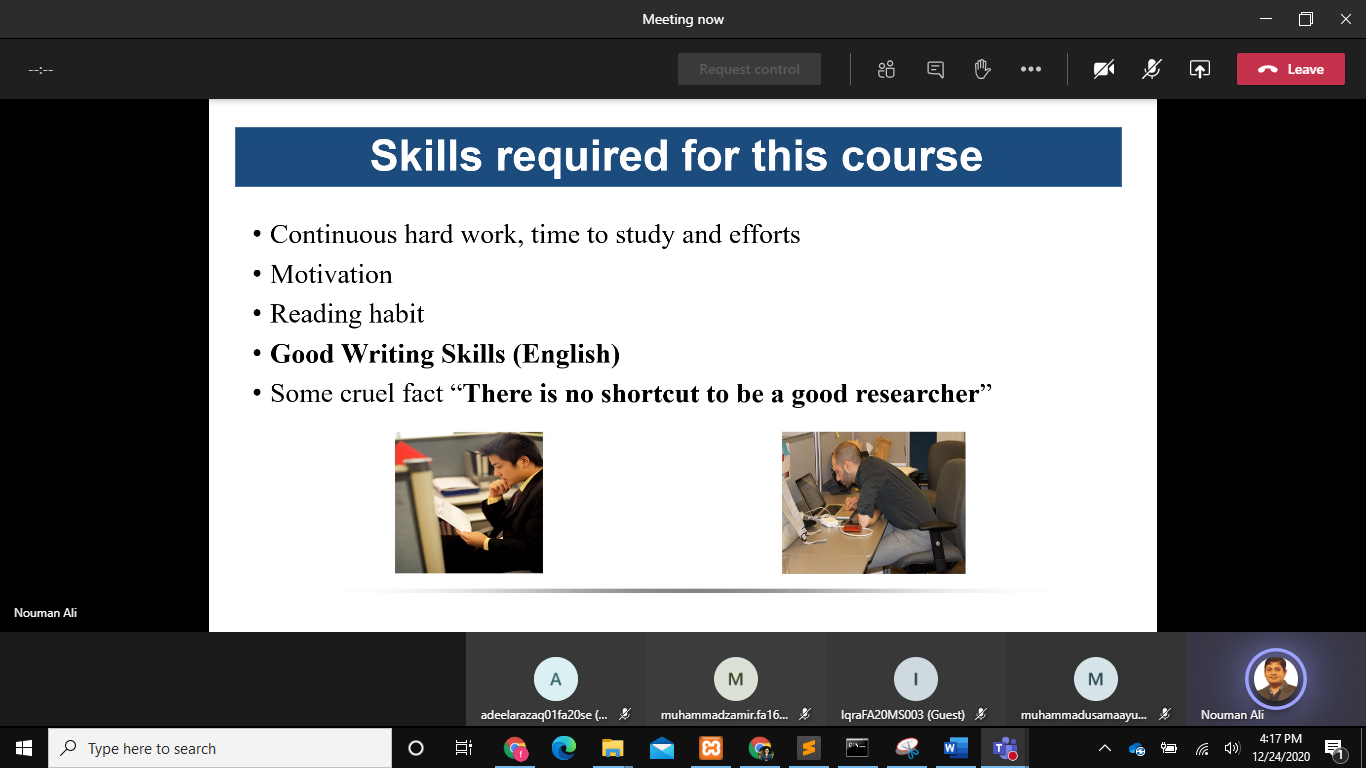 Meeting now
--:--
Request control
Leave
Skills required for this course
• Continuous hard work, time to study and efforts
• Motivation
• Reading habit
• Good Writing Skills (English)
• Some cruel fact “There is no shortcut to be a good researcher”
Nouman Ali
A
M
I
M
adeelarazaq01fa20se (...
muhammadzamir.fa16...
IqraFA20MS003 (Guest)
muhammadusamaayu...
Nouman Ali
Type here to search
4:17 PM
12/24/2020
1